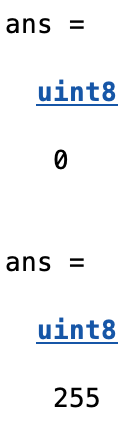 ans =
uint8
0
ans =
uint8
255